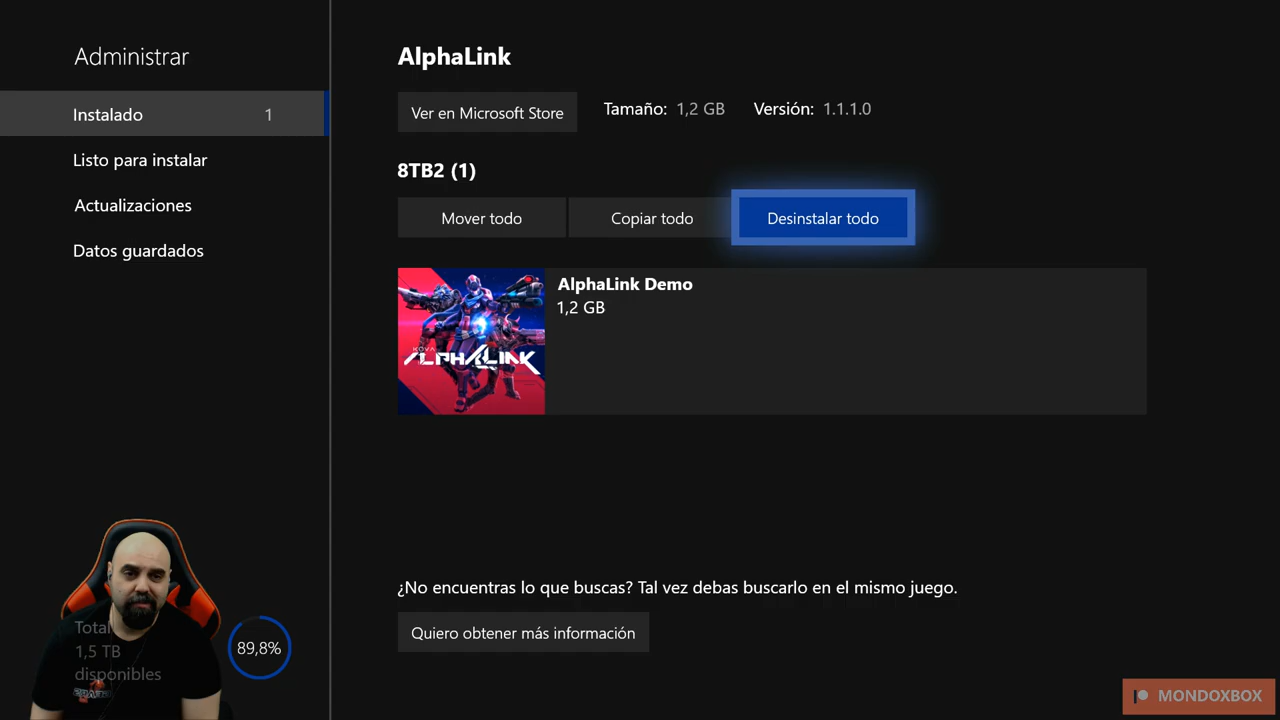 Administrar
Instalado 1
Listo para instalar
Actualizaciones
Datos guardados
Total
1,5 TB
disponibles
89,8%
AlphaLink
Ver en Microsoft Store Tamaño: 1,2 GB Versión: 1.1.1.0
8TB2 (1)
Mover todo Copiar todo Desinstalar todo
KOVA
ALPHALINK
AlphaLink Demo
1,2 GB
¿No encuentras lo que buscas? Tal vez debas buscarlo en el mismo juego.
Quiero obtener más información
MONDOXBOX